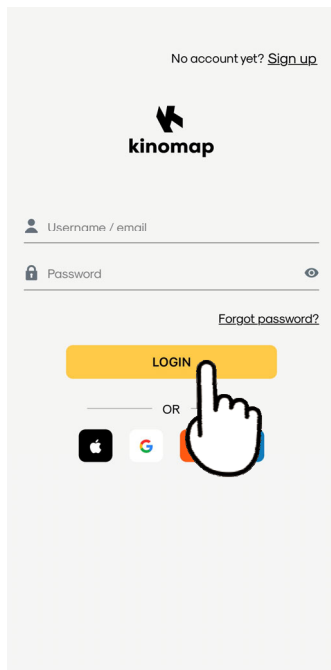 No account yet? Sign up
kinomap
Username / email
Password
Forgot password?
LOGIN
OR